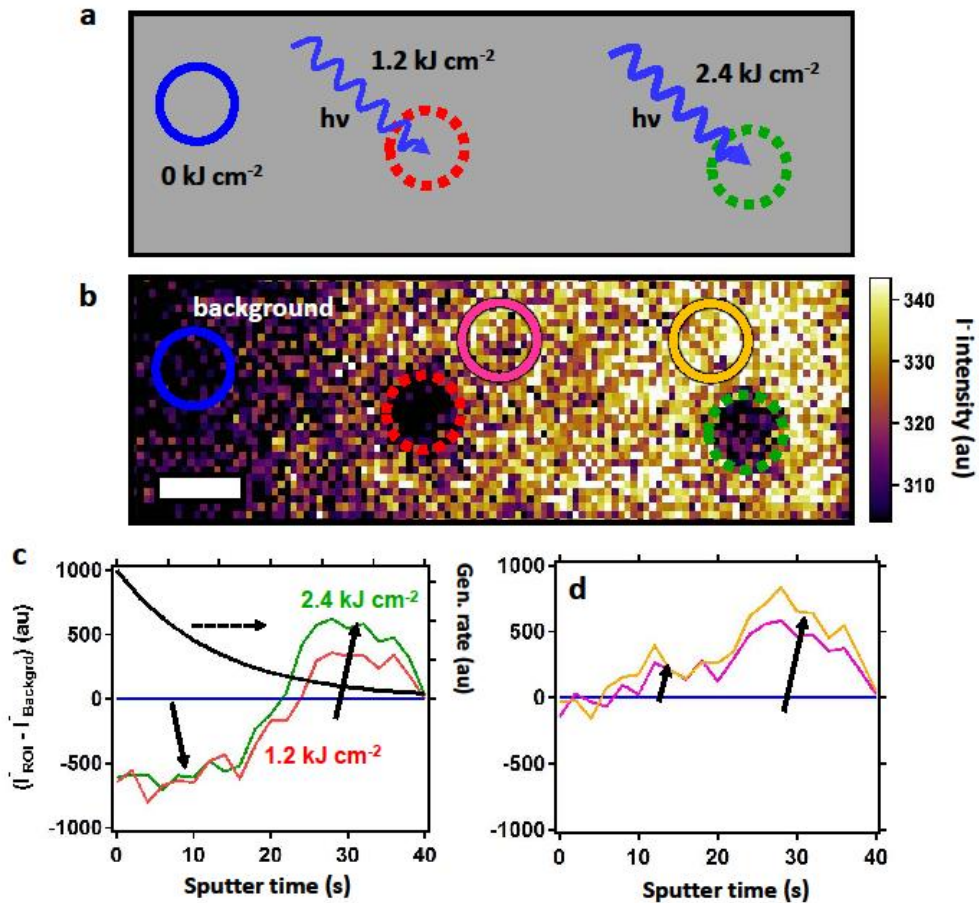 a
1.2 kJ cm⁻²
2.4 kJ cm⁻²
hν
hν
0 kJ cm⁻²
b
background
340
330
320
310
I⁻ intensity (au)
c
1000
500
0
-500
-1000
(I⁻ROI - I⁻Backgrd) (au)
2.4 kJ cm⁻²
1.2 kJ cm⁻²
Gen. rate (au)
0 10 20 30 40
Sputter time (s)
d
1000
500
0
-500
-1000
0 10 20 30 40
Sputter time (s)